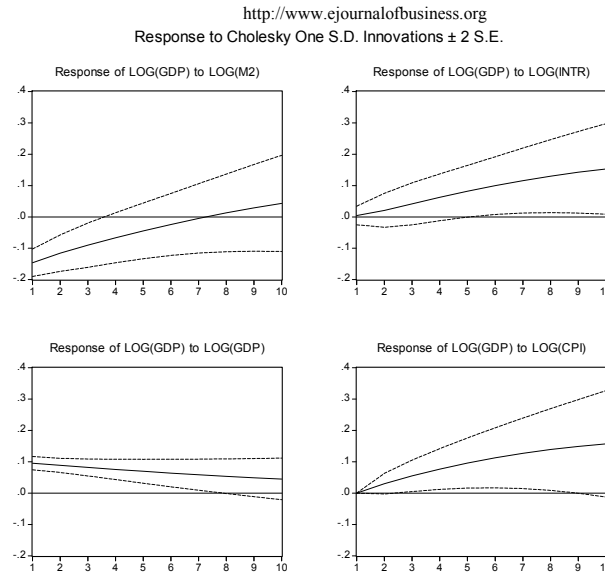 http://www.ejournalofbusiness.org
Response to Cholesky One S.D. Innovations ± 2 S.E.
Response of LOG(GDP) to LOG(M2)
.4
.3
.2
.1
.0
-.1
-.2
1 2 3 4 5 6 7 8 9 10
Response of LOG(GDP) to LOG(INTR)
.4
.3
.2
.1
.0
-.1
-.2
1 2 3 4 5 6 7 8 9
Response of LOG(GDP) to LOG(GDP)
.4
.3
.2
.1
.0
-.1
-.2
1 2 3 4 5 6 7 8 9 10
Response of LOG(GDP) to LOG(CPI)
.4
.3
.2
.1
.0
-.1
-.2
1 2 3 4 5 6 7 8 9